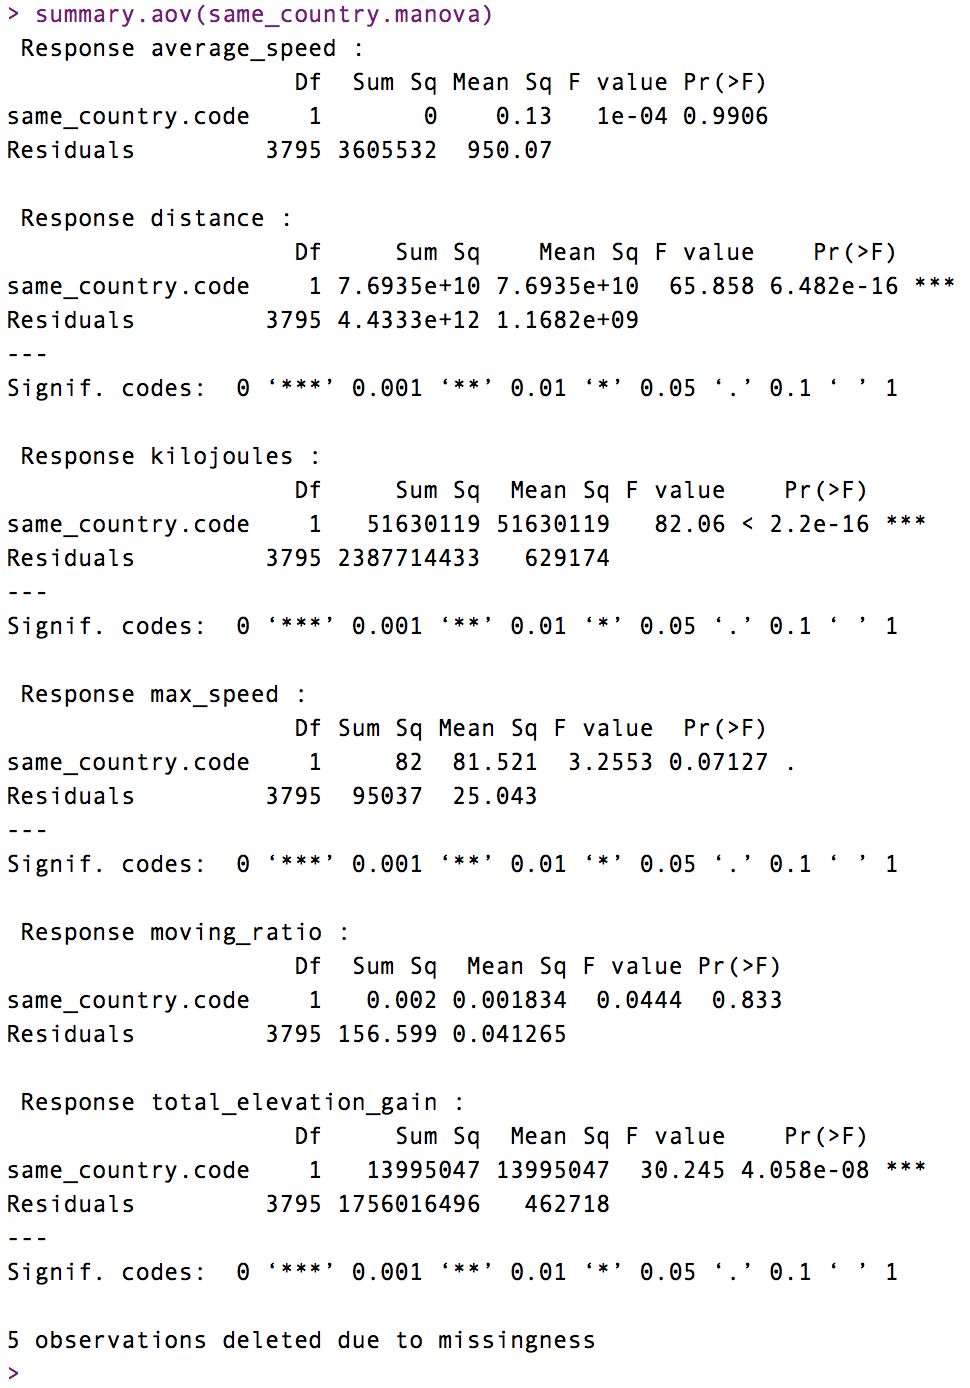 > summary.aov(same_country.manova)
 Response average_speed :
                    Df  Sum Sq Mean Sq F value Pr(>F)
same_country.code    1       0    0.13   1e-04 0.9906
Residuals         3795 3605532  950.07

 Response distance :
                    Df     Sum Sq    Mean Sq F value    Pr(>F)
same_country.code    1 7.6935e+10 7.6935e+10  65.858 6.482e-16 ***
Residuals         3795 4.4333e+12 1.1682e+09
---
Signif. codes:  0 ‘***’ 0.001 ‘**’ 0.01 ‘*’ 0.05 ‘.’ 0.1 ‘ ’ 1

 Response kilojoules :
                    Df     Sum Sq  Mean Sq F value    Pr(>F)
same_country.code    1   51630119 51630119   82.06 < 2.2e-16 ***
Residuals         3795 2387714433   629174
---
Signif. codes:  0 ‘***’ 0.001 ‘**’ 0.01 ‘*’ 0.05 ‘.’ 0.1 ‘ ’ 1

 Response max_speed :
                    Df Sum Sq Mean Sq F value  Pr(>F)
same_country.code    1     82  81.521  3.2553 0.07127 .
Residuals         3795  95037  25.043
---
Signif. codes:  0 ‘***’ 0.001 ‘**’ 0.01 ‘*’ 0.05 ‘.’ 0.1 ‘ ’ 1

 Response moving_ratio :
                    Df  Sum Sq  Mean Sq F value Pr(>F)
same_country.code    1   0.002 0.001834  0.0444  0.833
Residuals         3795 156.599 0.041265

 Response total_elevation_gain :
                    Df     Sum Sq  Mean Sq F value    Pr(>F)
same_country.code    1   13995047 13995047  30.245 4.058e-08 ***
Residuals         3795 1756016496   462718
---
Signif. codes:  0 ‘***’ 0.001 ‘**’ 0.01 ‘*’ 0.05 ‘.’ 0.1 ‘ ’ 1

5 observations deleted due to missingness
>